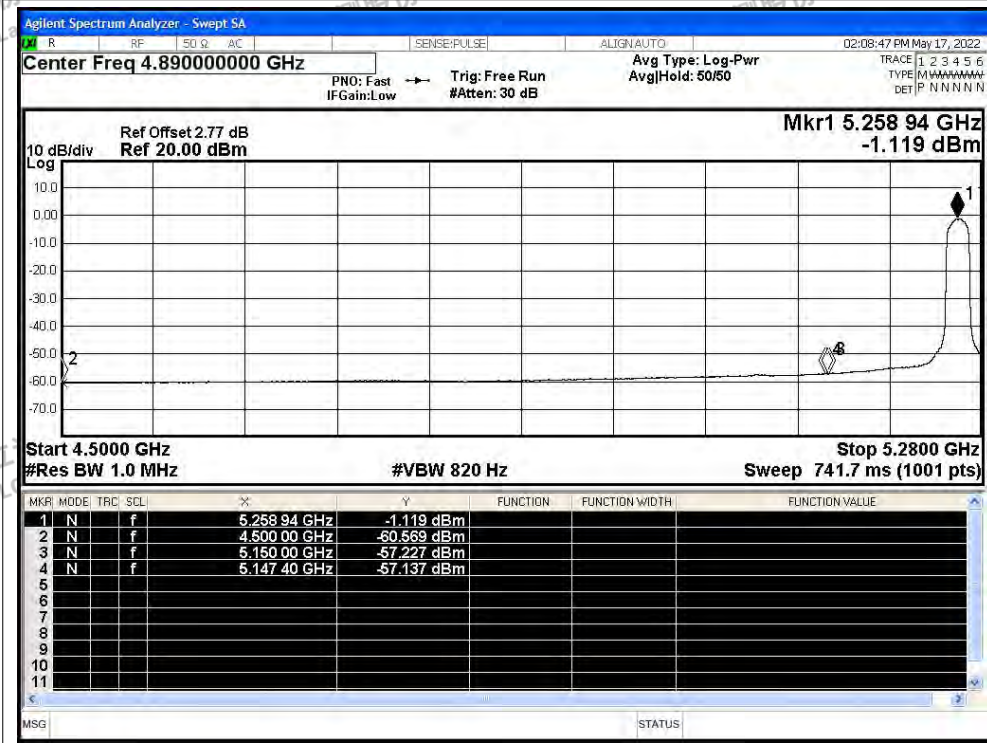 Agilent Spectrum Analyzer - Swept SA
LXI R RF 50 Ω AC SENSE:PULSE ALIGN AUTO 02:08:47 PM May 17, 2022
Center Freq 4.890000000 GHz
PNO: Fast
IFGain:Low
Trig: Free Run
#Atten: 30 dB
Avg Type: Log-Pwr
Avg|Hold: 50/50
TRACE 1 2 3 4 5 6
TYPE M
DET P N N N N N
Ref Offset 2.77 dB
10 dB/div Ref 20.00 dBm
Log
Mkr1 5.258 94 GHz
-1.119 dBm
10.0
0.00
-10.0
-20.0
-30.0
-40.0
-50.0
-60.0
-70.0
1
2
4
Start 4.5000 GHz
Stop 5.2800 GHz
#Res BW 1.0 MHz
#VBW 820 Hz
Sweep 741.7 ms (1001 pts)
MKR MODE TRC SCL X Y FUNCTION FUNCTION WIDTH FUNCTION VALUE
1 N f 5.258 94 GHz -1.119 dBm
2 N f 4.500 00 GHz -60.569 dBm
3 N f 5.150 00 GHz -57.227 dBm
4 N f 5.147 40 GHz -57.137 dBm
5
6
7
8
9
10
11
MSG
STATUS